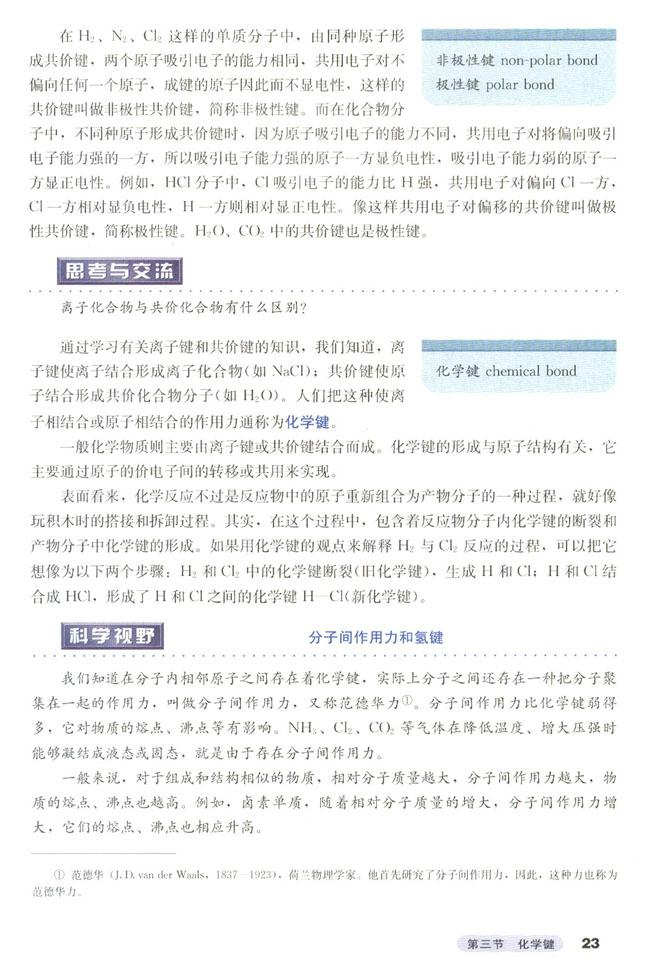 在 H₂、N₂、Cl₂ 这样的单质分子中，由同种原子形
成共价键，两个原子吸引电子的能力相同，共用电子对不
偏向任何一个原子，成键的原子因此而不显电性，这样的
共价键叫做非极性共价键，简称非极性键。而在化合物分
非极性键 non-polar bond
极性键 polar bond
子中，不同种原子形成共价键时，因为原子吸引电子的能力不同，共用电子对将偏向吸引
电子能力强的一方，所以吸引电子能力强的原子一方显负电性，吸引电子能力弱的原子一
方显正电性。例如，HCl 分子中，Cl 吸引电子的能力比 H 强，共用电子对偏向 Cl 一方，
Cl 一方相对显负电性，H 一方则相对显正电性。像这样共用电子对偏移的共价键叫做极
性共价键，简称极性键。H₂O、CO₂ 中的共价键也是极性键。
思考与交流
离子化合物与共价化合物有什么区别？
通过学习有关离子键和共价键的知识，我们知道，离
子键使离子结合形成离子化合物(如 NaCl)；共价键使原
子结合形成共价化合物分子(如 H₂O)。人们把这种使离
化学键 chemical bond
子相结合或原子相结合的作用力通称为化学键。
一般化学物质则主要由离子键或共价键结合而成。化学键的形成与原子结构有关，它
主要通过原子的价电子间的转移或共用来实现。
表面看来，化学反应不过是反应物中的原子重新组合为产物分子的一种过程，就好像
玩积木时的搭接和拆卸过程。其实，在这个过程中，包含着反应物分子内化学键的断裂和
产物分子中化学键的形成。如果用化学键的观点来解释 H₂ 与 Cl₂ 反应的过程，可以把它
想像为以下两个步骤：H₂ 和 Cl₂ 中的化学键断裂(旧化学键)，生成 H 和 Cl；H 和 Cl 结
合成 HCl，形成了 H 和 Cl 之间的化学键 H—Cl(新化学键)。
科学视野
分子间作用力和氢键
我们知道在分子内相邻原子之间存在着化学键，实际上分子之间还存在一种把分子聚
集在一起的作用力，叫做分子间作用力，又称范德华力①。分子间作用力比化学键弱得
多，它对物质的熔点、沸点等有影响。NH₃、Cl₂、CO₂ 等气体在降低温度、增大压强时
能够凝结成液态或固态，就是由于存在分子间作用力。
一般来说，对于组成和结构相似的物质，相对分子质量越大，分子间作用力越大，物
质的熔点、沸点也越高。例如，卤素单质，随着相对分子质量的增大，分子间作用力增
大，它们的熔点、沸点也相应升高。
① 范德华（J. D. van der Waals，1837—1923），荷兰物理学家。他首先研究了分子间作用力，因此，这种力也称为
范德华力。
第三节 化学键 23